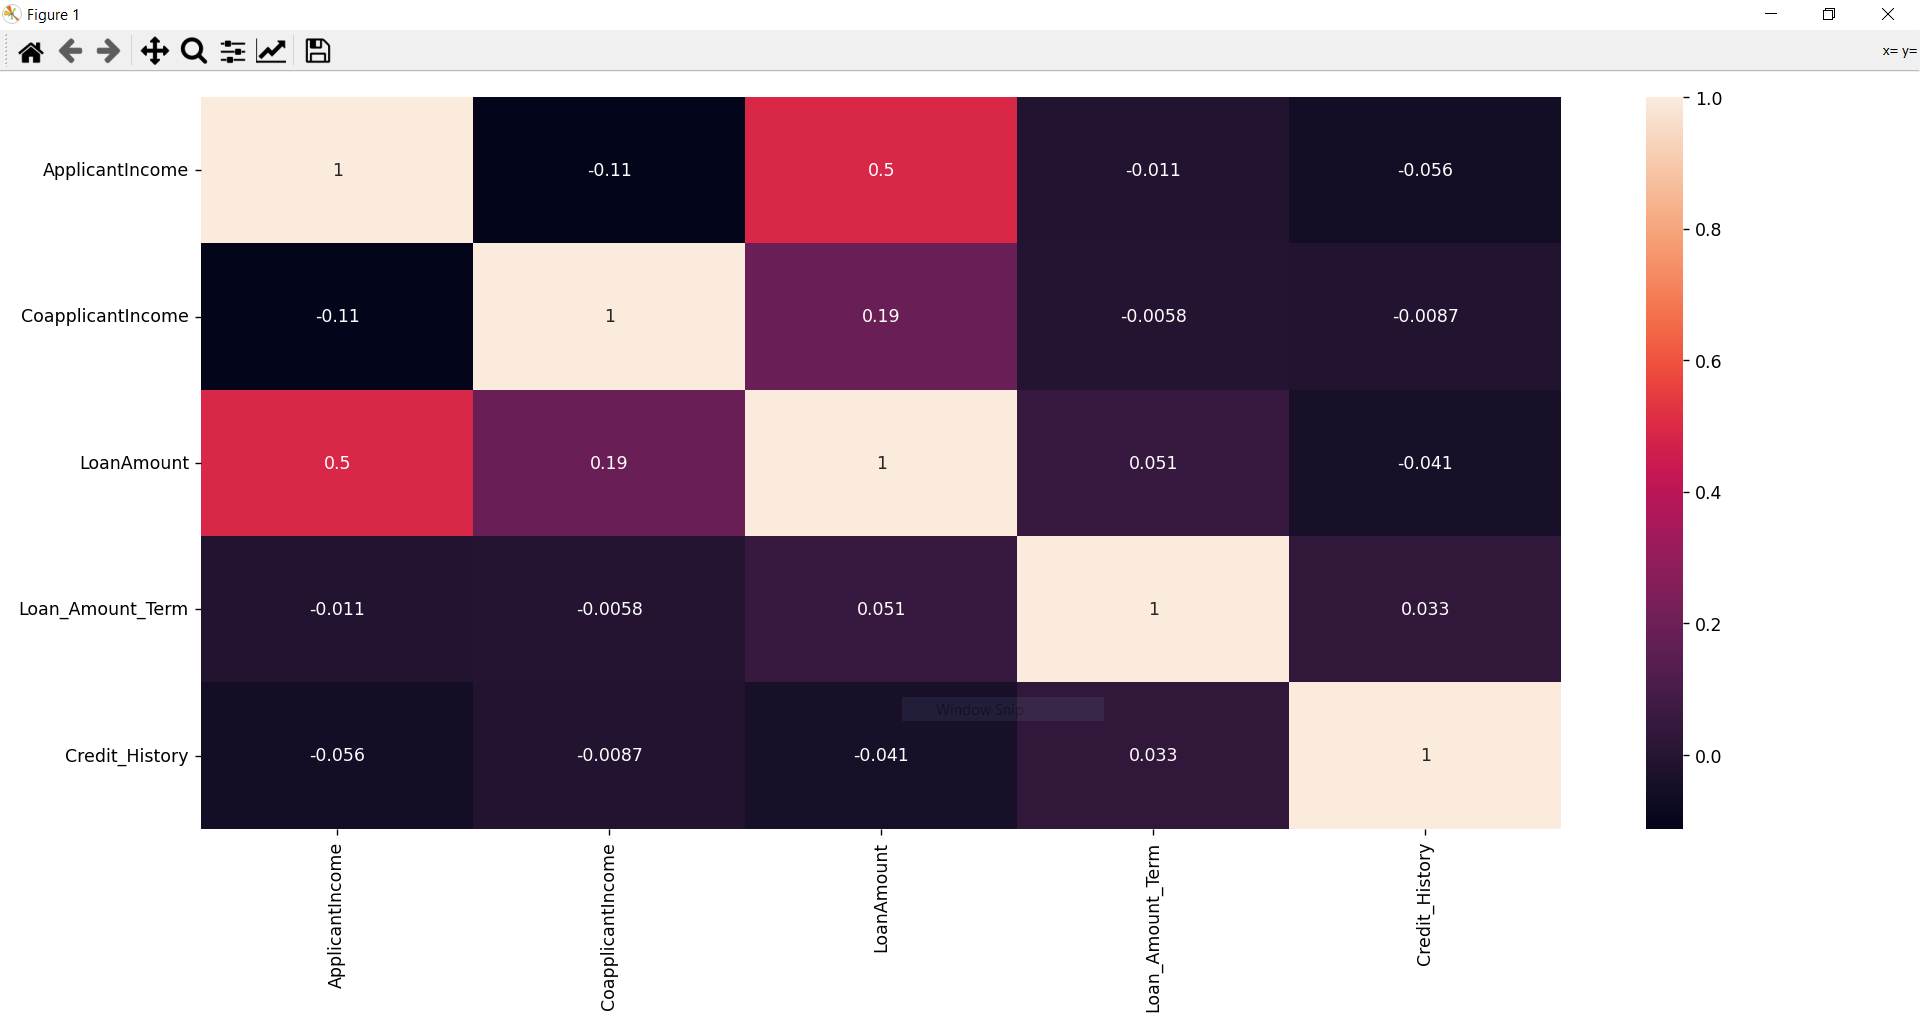 Figure 1
x= y=
1.0
ApplicantIncome 1 -0.11 0.5 -0.011 -0.056
0.8
CoapplicantIncome -0.11 1 0.19 -0.0058 -0.0087
0.6
LoanAmount 0.5 0.19 1 0.051 -0.041
0.4
Loan_Amount_Term -0.011 -0.0058 0.051 1 0.033
0.2
Window Snip
Credit_History -0.056 -0.0087 -0.041 0.033 1
0.0
ApplicantIncome
CoapplicantIncome
LoanAmount
Loan_Amount_Term
Credit_History